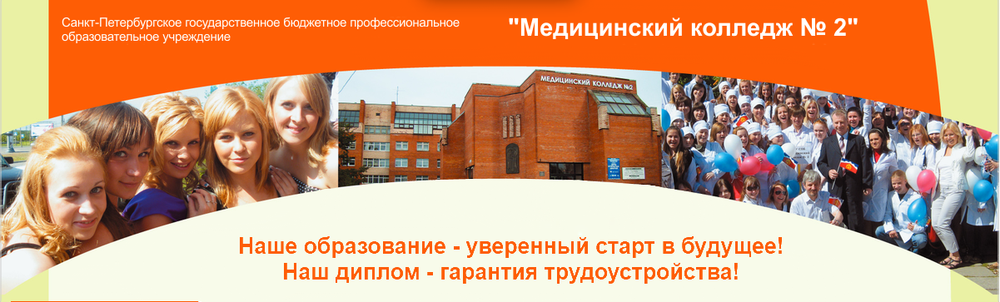 Санкт-Петербургское государственное бюджетное профессиональное
образовательное учреждение
"Медицинский колледж № 2"
МЕДИЦИНСКИЙ КОЛЛЕДЖ №2
Наше образование - уверенный старт в будущее!
Наш диплом - гарантия трудоустройства!